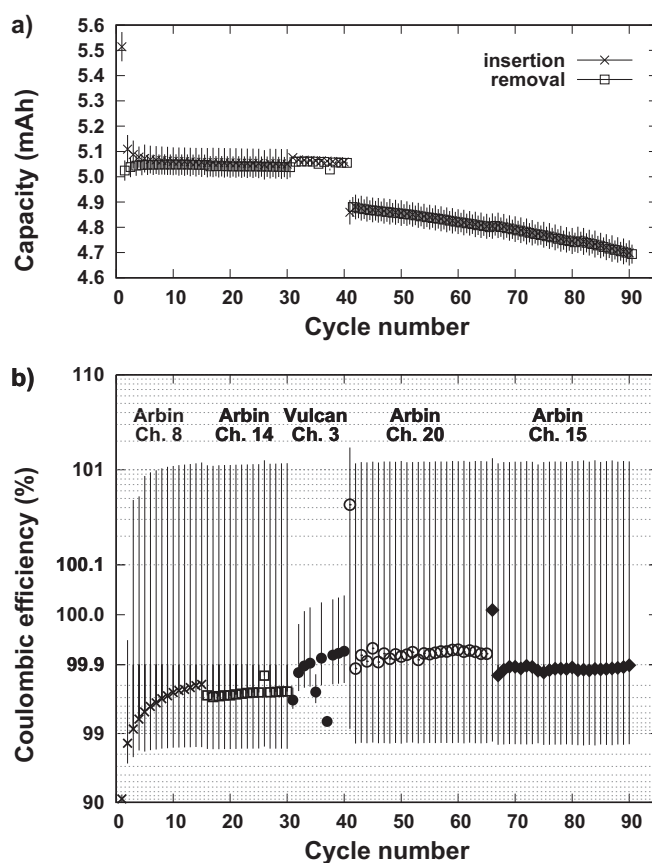 a)
Capacity (mAh)
5.6
5.5
5.4
5.3
5.2
5.1
5.0
4.9
4.8
4.7
4.6
insertion
removal
0 10 20 30 40 50 60 70 80 90
Cycle number
b)
Coulombic efficiency (%)
110
101
100.1
100.0
99.9
99
90
Arbin Arbin Vulcan Arbin Arbin
Ch. 8 Ch. 14 Ch. 3 Ch. 20 Ch. 15
0 10 20 30 40 50 60 70 80 90
Cycle number